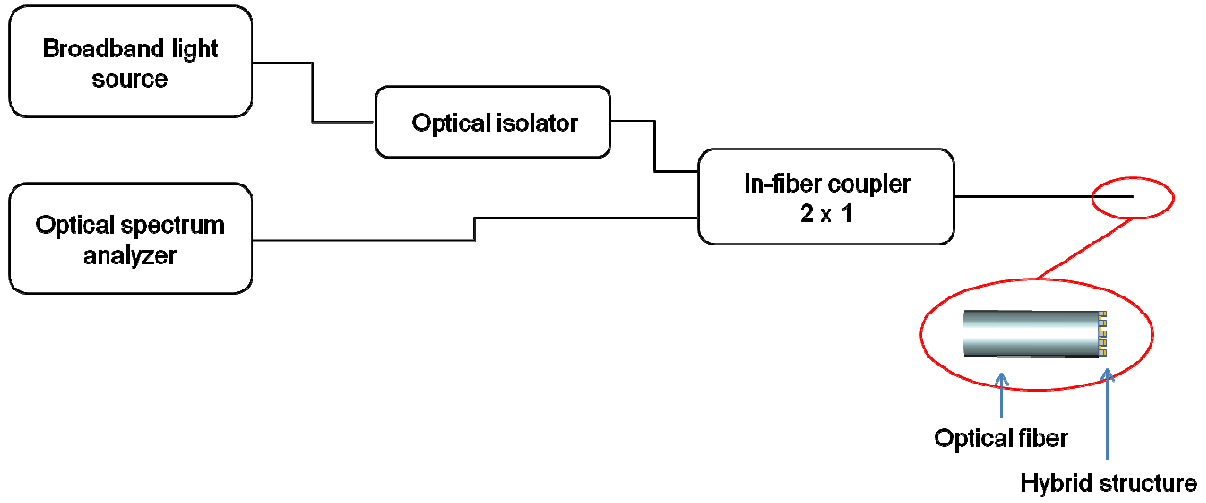 Broadband light
source
Optical isolator
In-fiber coupler
2 x 1
Optical spectrum
analyzer
Optical fiber
Hybrid structure